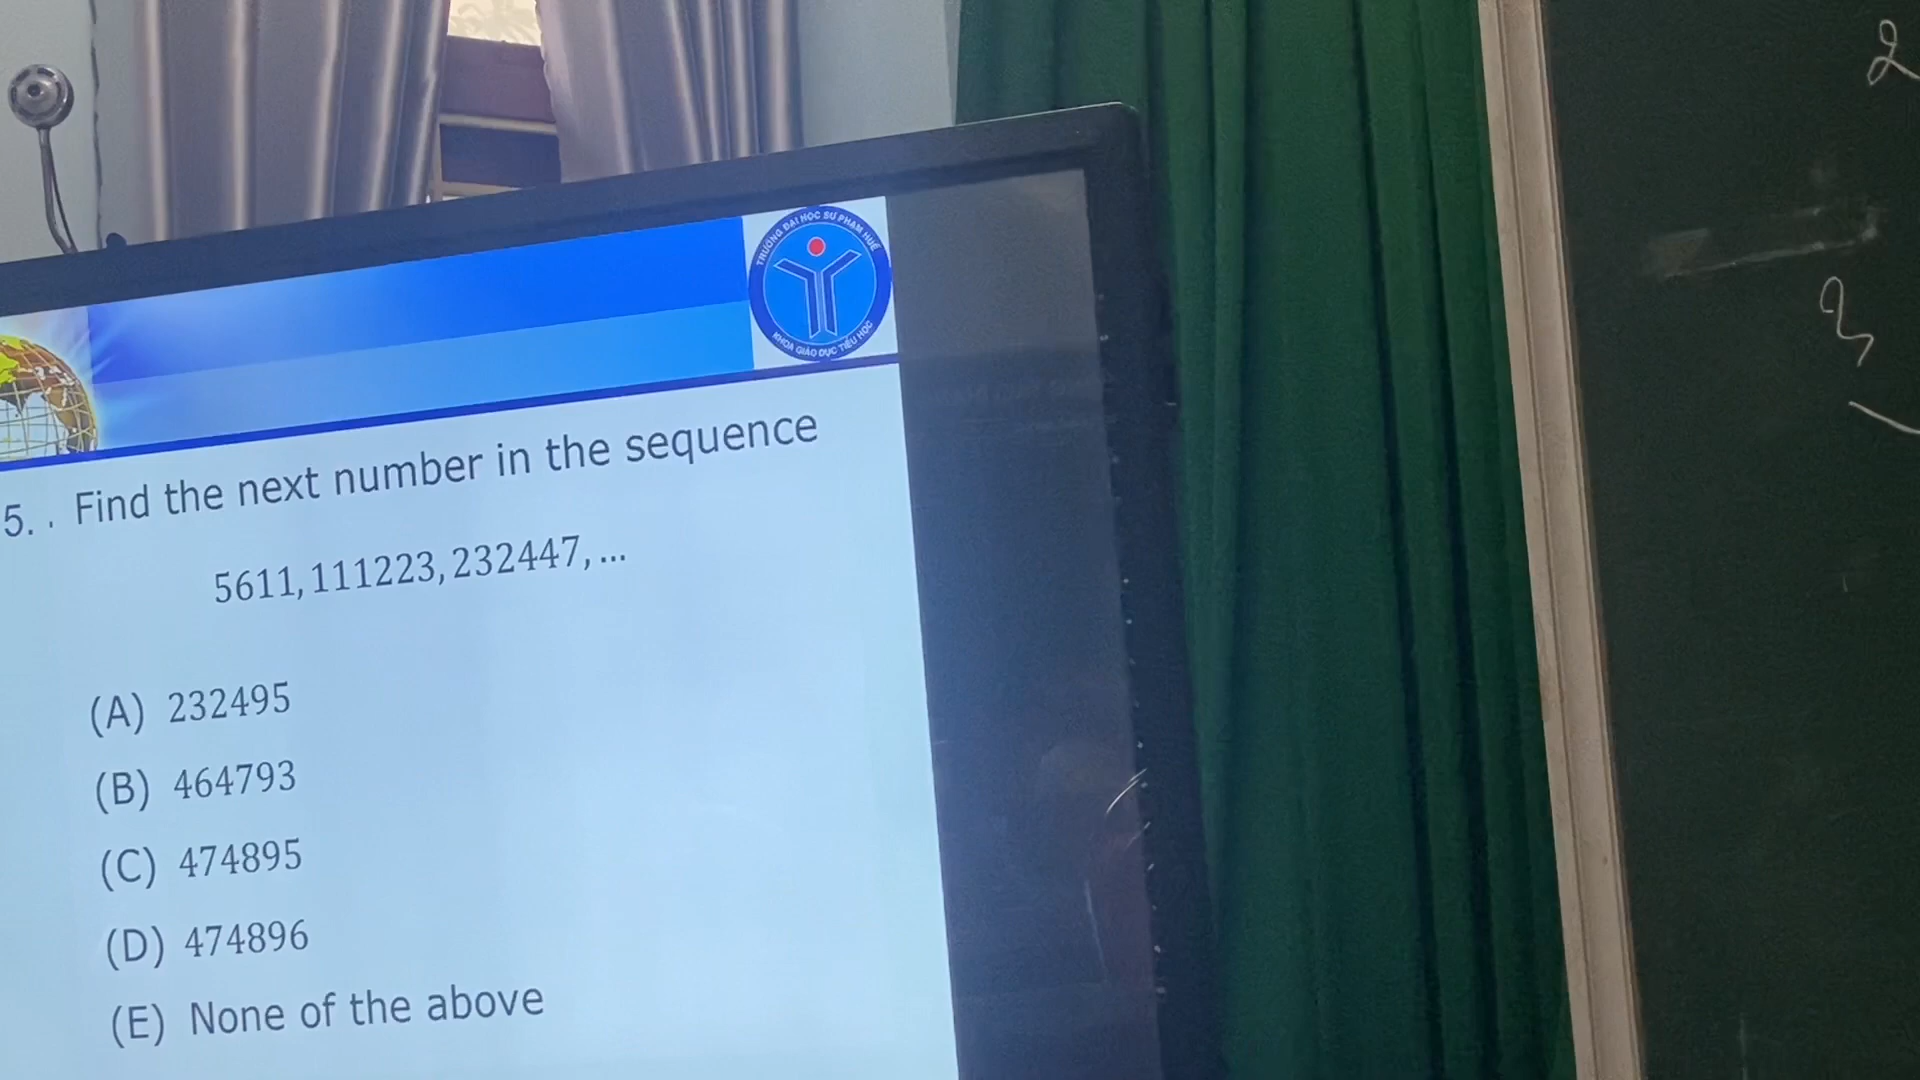 TRƯỜNG ĐẠI HỌC SƯ PHẠM HUẾ
KHOA GIÁO DỤC TIỂU HỌC
5. . Find the next number in the sequence
5611, 111223, 232447, ...
(A) 232495
(B) 464793
(C) 474895
(D) 474896
(E) None of the above
2